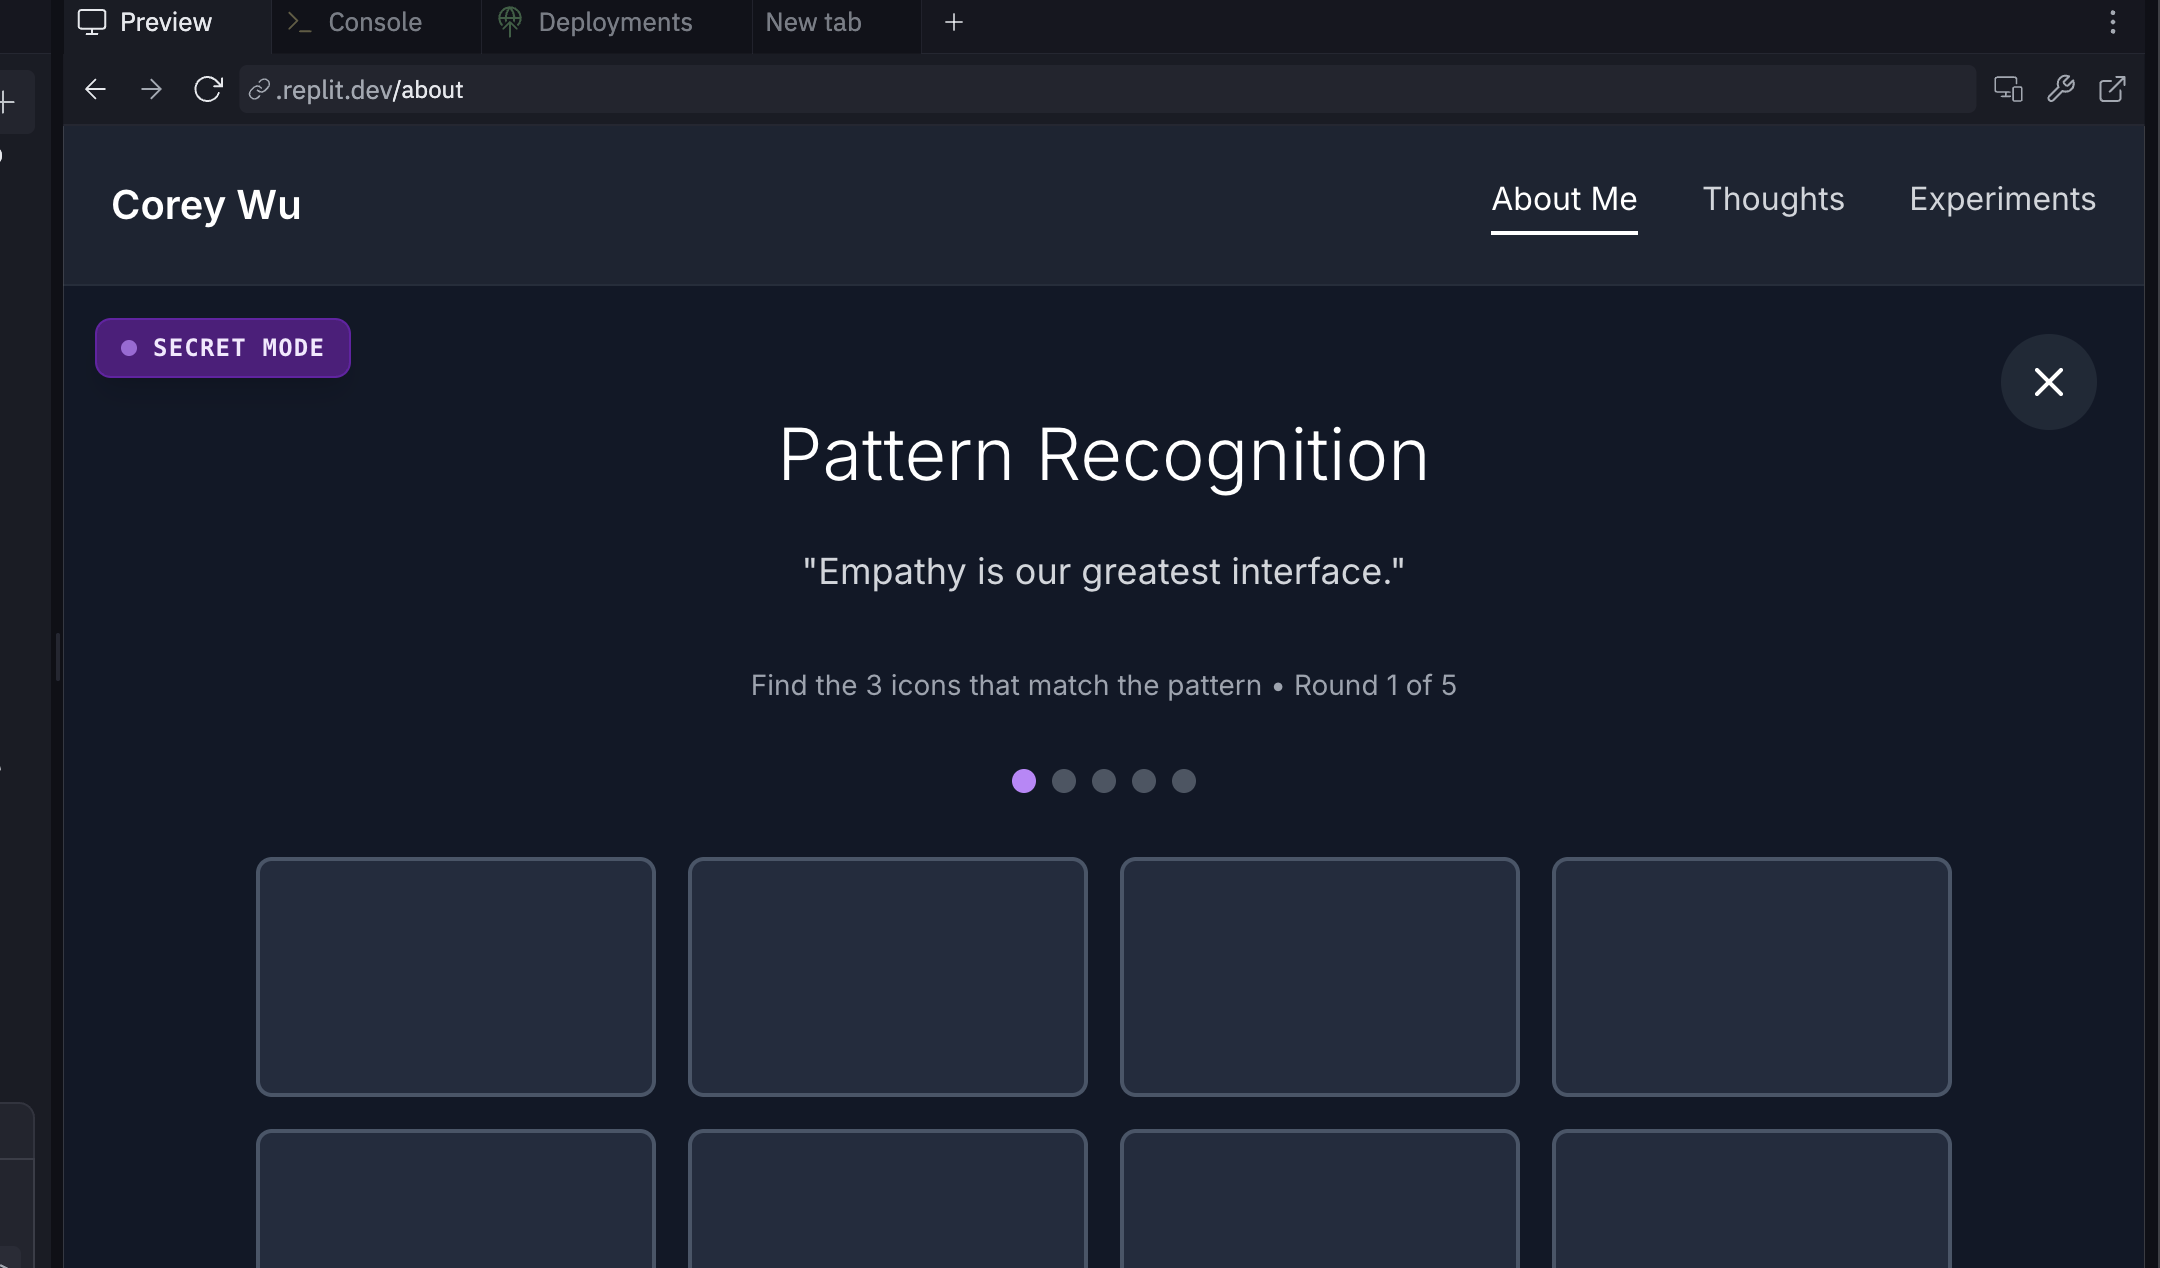 Preview
Console
Deployments
New tab
.replit.dev/about
Corey Wu
About Me
Thoughts
Experiments
SECRET MODE
Pattern Recognition
"Empathy is our greatest interface."
Find the 3 icons that match the pattern • Round 1 of 5